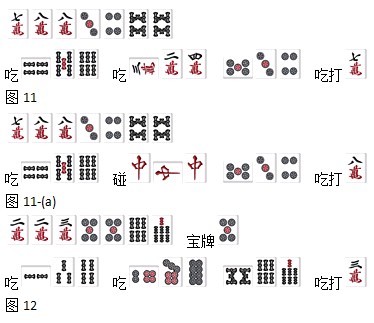 七萬 八萬 八萬
吃 吃 三萬 二萬 四萬 吃打 七萬
图 11
七萬 八萬 八萬
吃 碰 中 中 中 吃打 八萬
图 11-(a)
二萬 二萬 三萬 宝牌
吃 吃 吃打 三萬
图 12